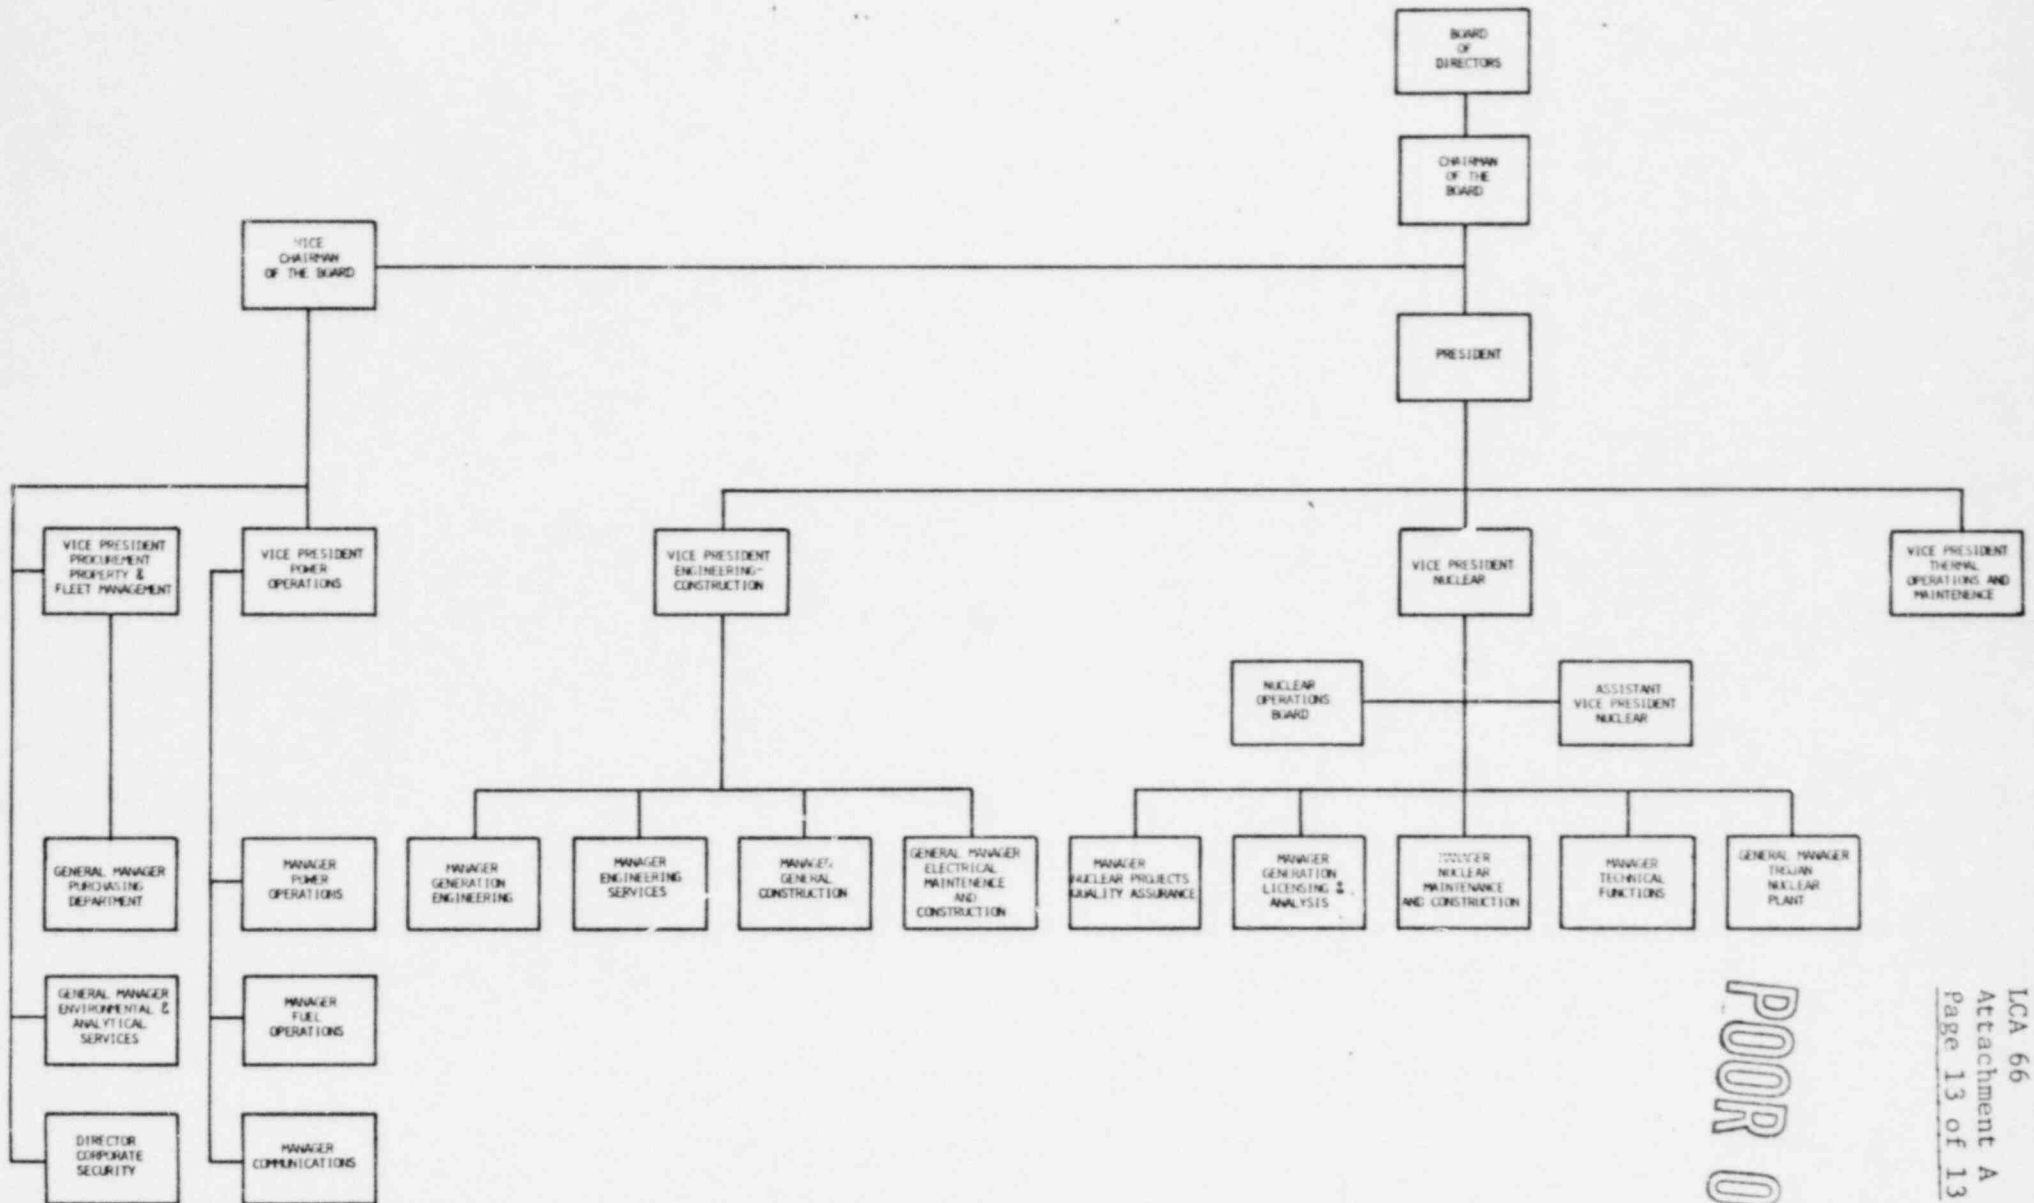 BOARD
OF
DIRECTORS
CHAIRMAN
OF THE
BOARD
VICE
CHAIRMAN
OF THE BOARD
PRESIDENT
VICE PRESIDENT
PROCUREMENT
PROPERTY &
FLEET MANAGEMENT
VICE PRESIDENT
POWER
OPERATIONS
VICE PRESIDENT
ENGINEERING-
CONSTRUCTION
VICE PRESIDENT
NUCLEAR
VICE PRESIDENT
THERMAL
OPERATIONS AND
MAINTENENCE
NUCLEAR
OPERATIONS
BOARD
ASSISTANT
VICE PRESIDENT
NUCLEAR
GENERAL MANAGER
PURCHASING
DEPARTMENT
MANAGER
POWER
OPERATIONS
MANAGER
GENERATION
ENGINEERING
MANAGER
ENGINEERING
SERVICES
MANAGER
GENERAL
CONSTRUCTION
GENERAL MANAGER
ELECTRICAL
MAINTENENCE
AND
CONSTRUCTION
MANAGER
NUCLEAR PROJECTS
QUALITY ASSURANCE
MANAGER
GENERATION
LICENSING &
ANALYSIS
MANAGER
NUCLEAR
MAINTENANCE
AND CONSTRUCTION
MANAGER
TECHNICAL
FUNCTIONS
GENERAL MANAGER
TROJAN
NUCLEAR
PLANT
GENERAL MANAGER
ENVIRONMENTAL &
ANALYTICAL
SERVICES
MANAGER
FUEL
OPERATIONS
DIRECTOR
CORPORATE
SECURITY
MANAGER
COMMUNICATIONS
LCA 66
Attachment A
Page 13 of 13
POOR O